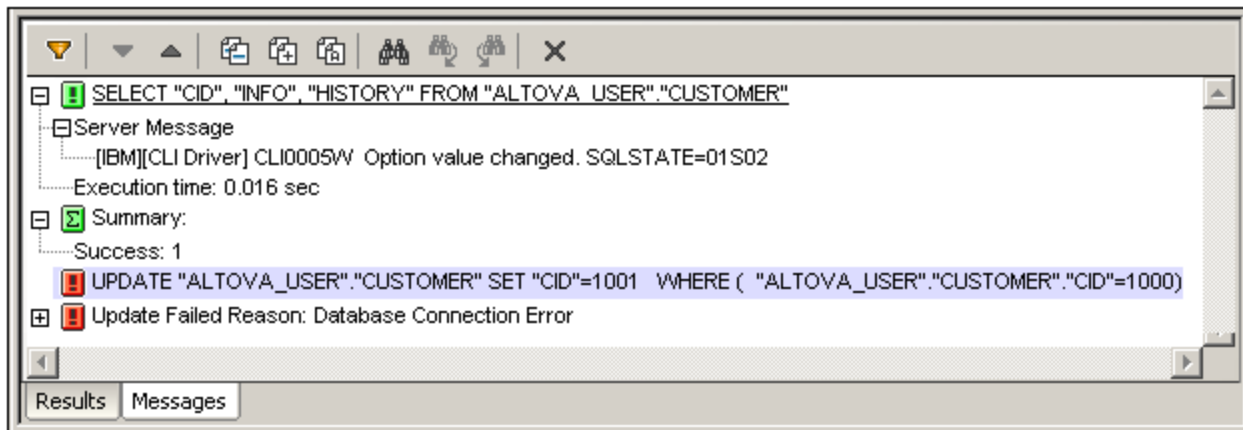 SELECT "CID", "INFO", "HISTORY" FROM "ALTOVA_USER"."CUSTOMER"
Server Message
[IBM][CLI Driver] CLI0005W  Option value changed. SQLSTATE=01S02
Execution time: 0.016 sec
Summary:
Success: 1
UPDATE "ALTOVA_USER"."CUSTOMER" SET "CID"=1001   WHERE (  "ALTOVA_USER"."CUSTOMER"."CID"=1000)
Update Failed Reason: Database Connection Error
Results Messages